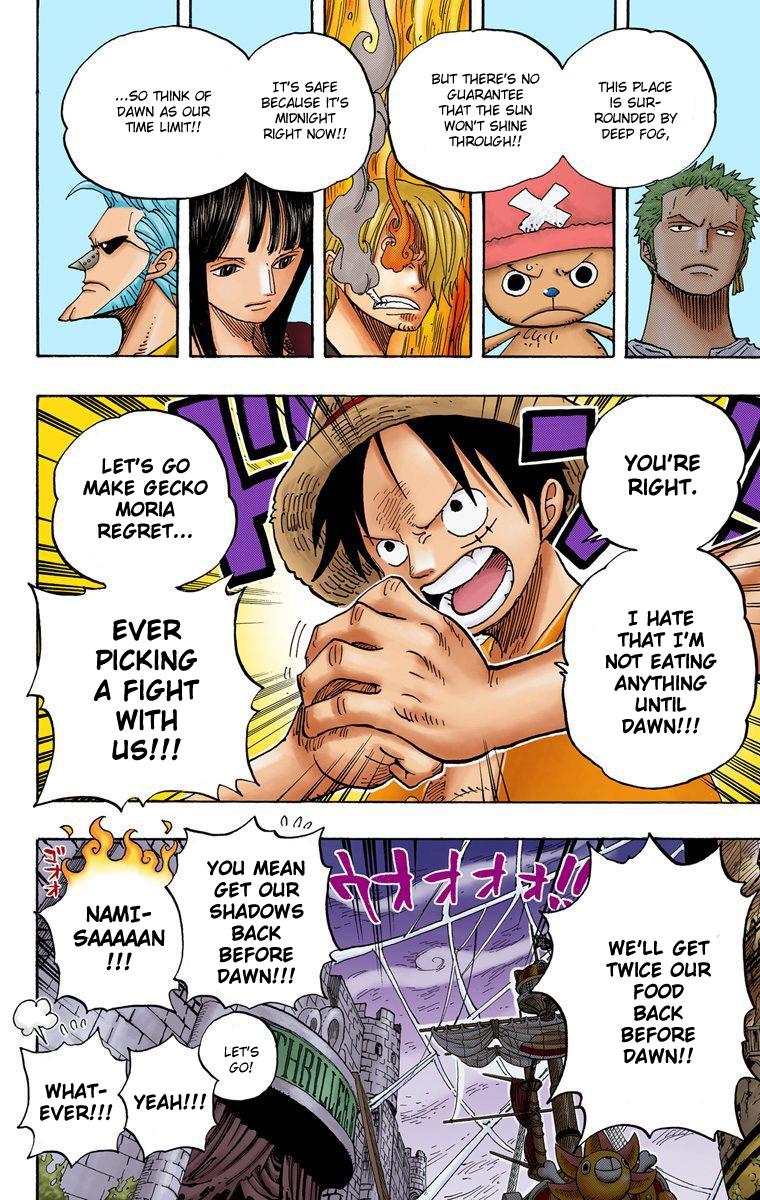 THIS PLACE
IS SUR-
ROUNDED BY
DEEP FOG,
BUT THERE'S NO
GUARANTEE
THAT THE SUN
WON'T SHINE
THROUGH!!
IT'S SAFE
BECAUSE IT'S
MIDNIGHT
RIGHT NOW!!
...SO THINK OF
DAWN AS OUR
TIME LIMIT!!
YOU'RE
RIGHT.
I HATE
THAT I'M
NOT EATING
ANYTHING
UNTIL
DAWN!!!
LET'S GO
MAKE GECKO
MORIA
REGRET...
EVER
PICKING
A FIGHT
WITH
US!!!
WE'LL GET
TWICE OUR
FOOD
BACK
BEFORE
DAWN!!
ウオオオオ!!
YOU MEAN
GET OUR
SHADOWS
BACK
BEFORE
DAWN!!!
ゴオオ
NAMI-
SAAAAAN
!!!
LET'S
GO!
YEAH!!!
WHAT-
EVER!!!
THRILLER